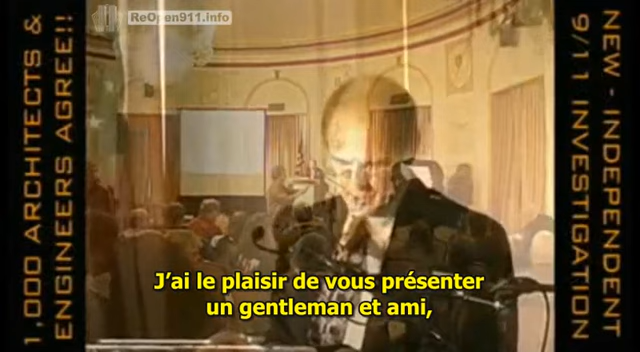 ReOpen911.info
1,000 ARCHITECTS &
ENGINEERS AGREE!!
NEW - INDEPENDENT
9/11 INVESTIGATION
J'ai le plaisir de vous présenter
un gentleman et ami,